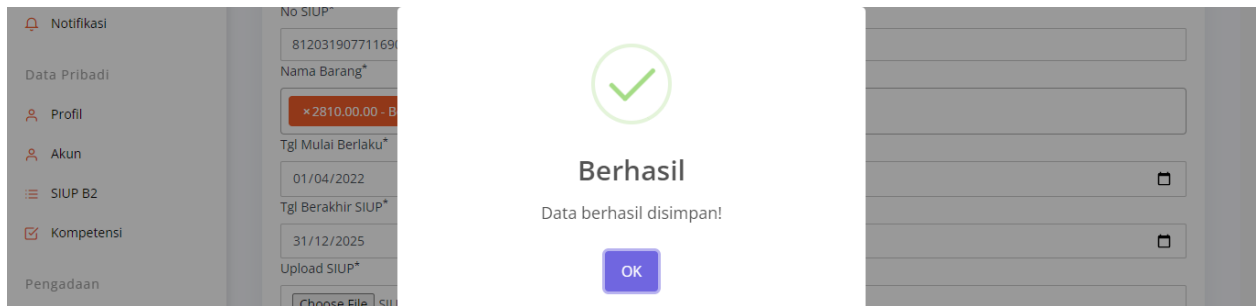 Notifikasi
Data Pribadi
Profil
Akun
SIUP B2
Kompetensi
Pengadaan
No SIUP*
Nama Barang*
×2810.00.00 -
Tgl Mulai Berlaku*
01/04/2022
Tgl Berakhir SIUP*
31/12/2025
Upload SIUP*
Choose File
Berhasil
Data berhasil disimpan!
OK